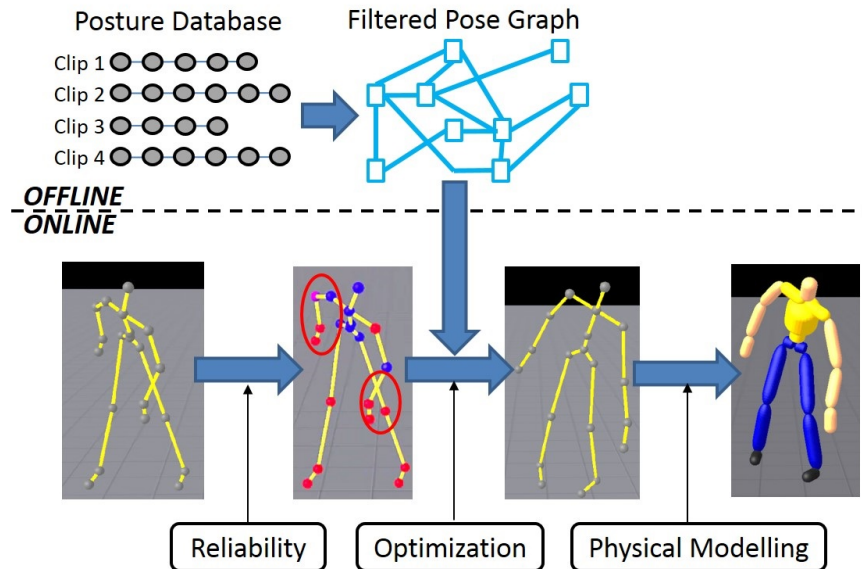 Posture Database
Filtered Pose Graph
Clip 1
Clip 2
Clip 3
Clip 4
OFFLINE
ONLINE
Reliability
Optimization
Physical Modelling